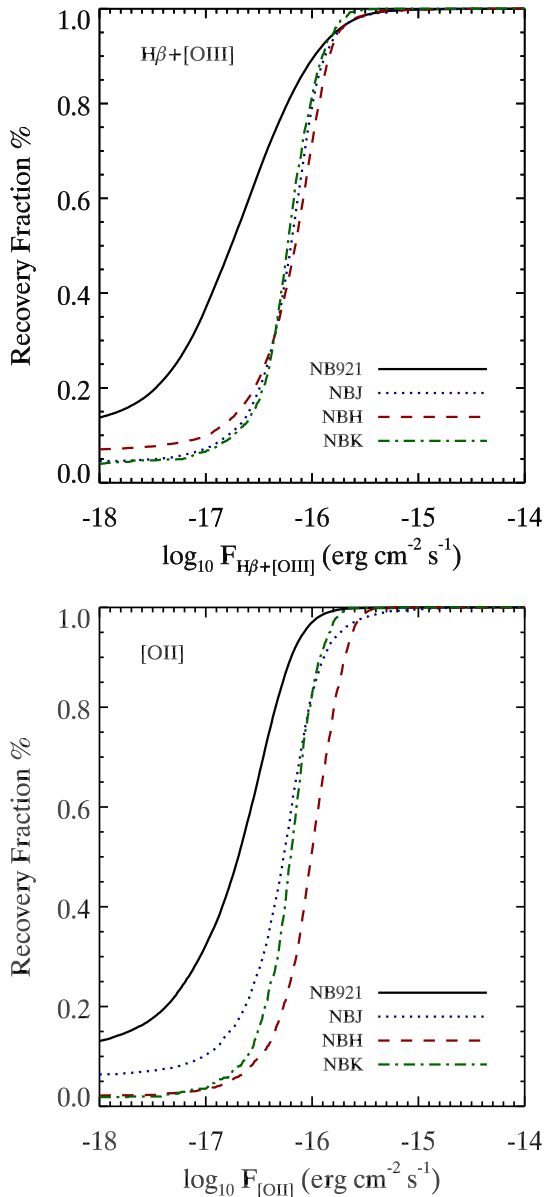 Hβ+[OIII]
Recovery Fraction %
1.0
0.8
0.6
0.4
0.2
0.0
NB921
NBJ
NBH
NBK
-18 -17 -16 -15 -14
log₁₀ F_Hβ+[OIII] (erg cm⁻² s⁻¹)
[OII]
Recovery Fraction %
1.0
0.8
0.6
0.4
0.2
0.0
NB921
NBJ
NBH
NBK
-18 -17 -16 -15 -14
log₁₀ F_[OII] (erg cm⁻² s⁻¹)